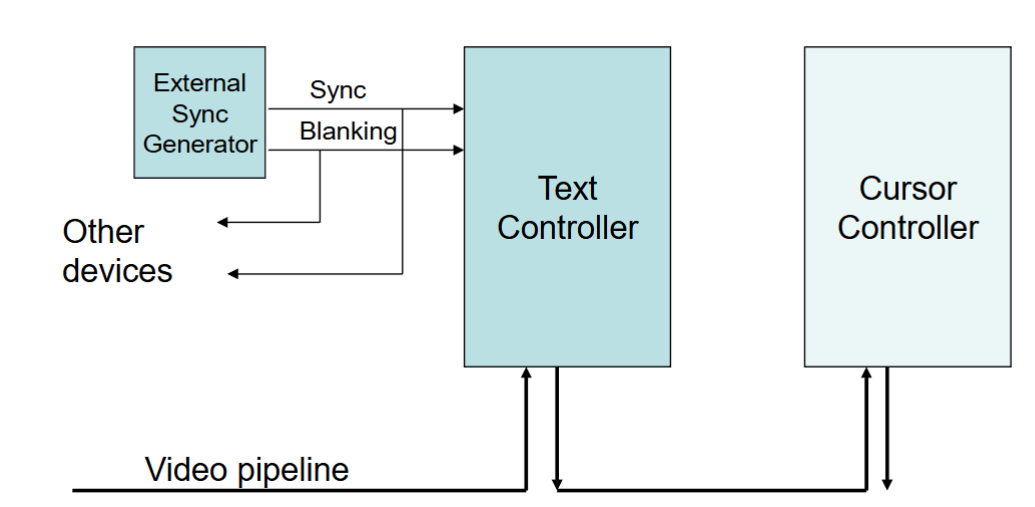 External
Sync
Generator
Sync
Blanking
Other
devices
Text
Controller
Cursor
Controller
Video pipeline